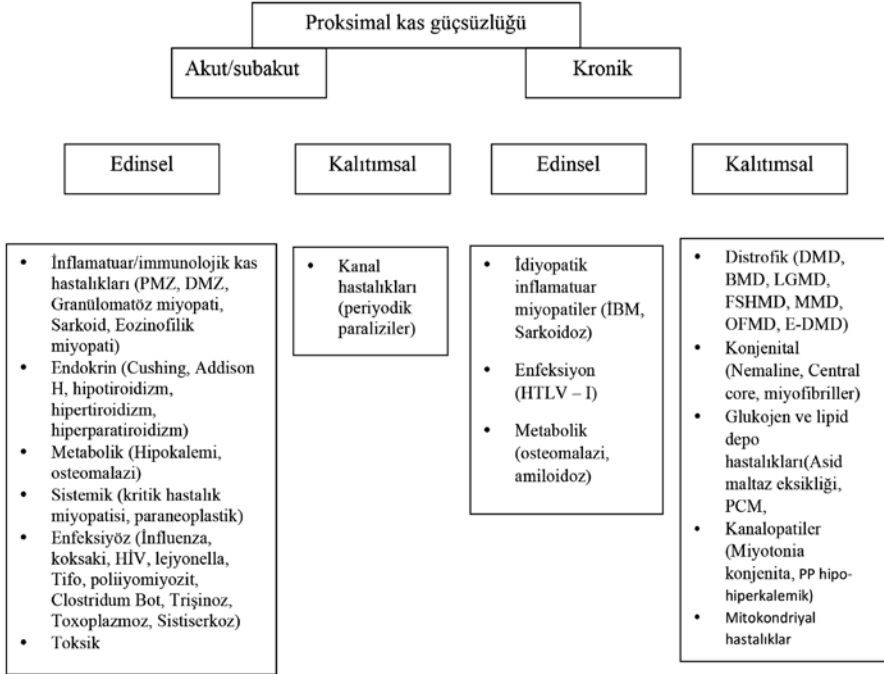 Proksimal kas güçsüzlüğü
Akut/subakut
Kronik
Edinsel
Kalıtımsal
Edinsel
Kalıtımsal
• İnflamatuar/immunolojik kas
hastalıkları (PMZ, DMZ,
Granülomatöz miyopati,
Sarkoid, Eozinofilik
miyopati)
• Endokrin (Cushing, Addison
H, hipotiroidizm,
hipertiroidizm,
hiperparatiroidizm)
• Metabolik (Hipokalemi,
osteomalazi)
• Sistemik (kritik hastalık
miyopatisi, paraneoplastik)
• Enfeksiyöz (İnfluenza,
koksaki, HİV, lejyonella,
Tifo, poliiyomiyozit,
Clostridum Bot, Trişinoz,
Toxoplazmoz, Sistiserkoz)
• Toksik
• Kanal
hastalıkları
(periyodik
paraliziler)
• İdiyopatik
inflamatuar
miyopatiler (İBM,
Sarkoidoz)
• Enfeksiyon
(HTLV – I)
• Metabolik
(osteomalazi,
amiloidoz)
• Distrofik (DMD,
BMD, LGMD,
FSHMD, MMD,
OFMD, E-DMD)
• Konjenital
(Nemaline, Central
core, miyofibriller)
• Glukojen ve lipid
depo
hastalıkları(Asid
maltaz eksikliği,
PCM,
• Kanalopatiler
(Miyotonia
konjenita, PP hipo-
hiperkalemik)
• Mitokondriyal
hastalıklar